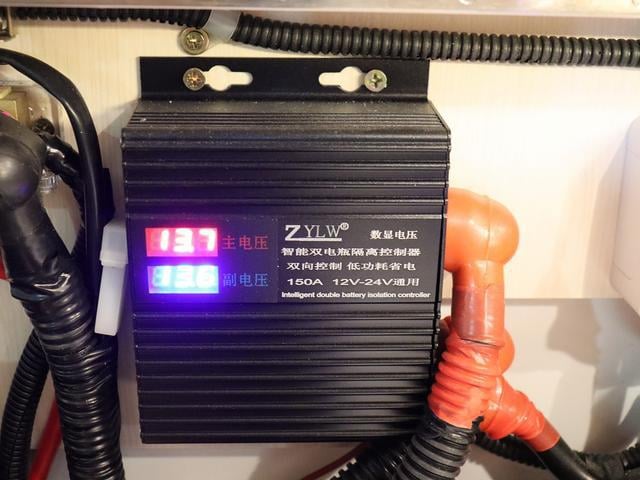 13.7 主电压
13.6 副电压
ZYLW® 数显电压
智能双电瓶隔离控制器
双向控制 低功耗省电
150A 12V-24V通用
Intelligent double battery isolation controller